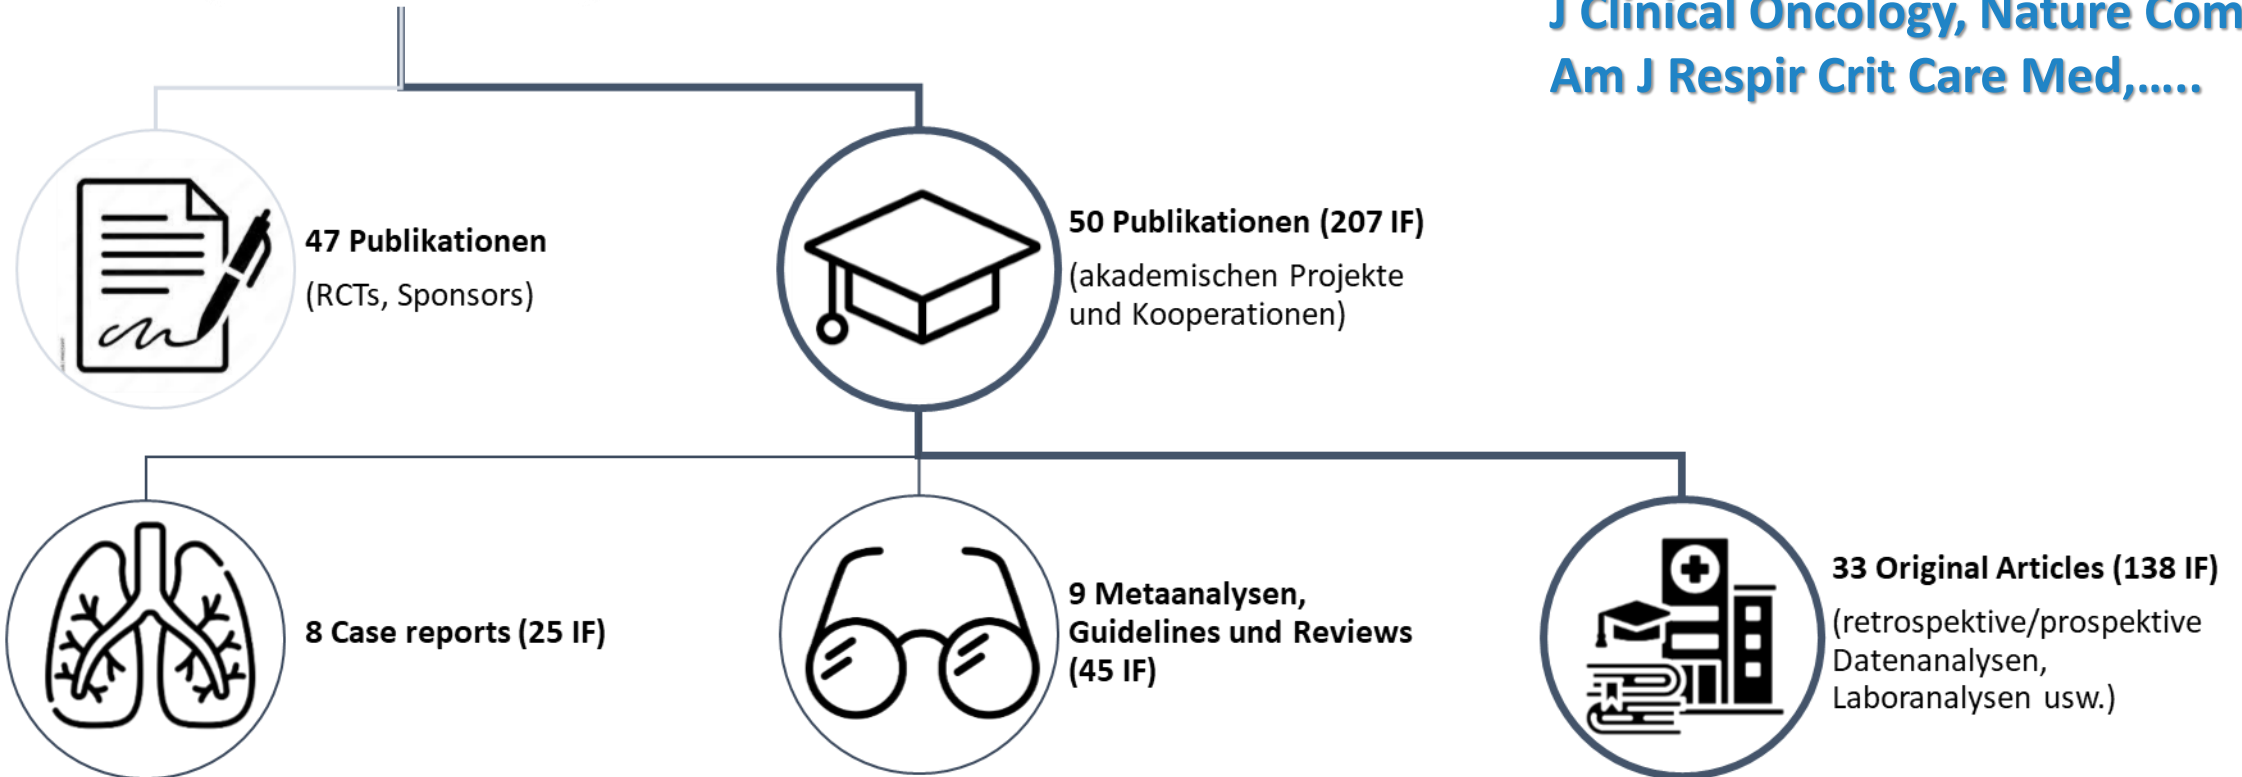 J Clinical Oncology, Nature Com
Am J Respir Crit Care Med,.....
47 Publikationen
(RCTs, Sponsors)
50 Publikationen (207 IF)
(akademischen Projekte
und Kooperationen)
8 Case reports (25 IF)
9 Metaanalysen,
Guidelines und Reviews
(45 IF)
33 Original Articles (138 IF)
(retrospektive/prospektive
Datenanalysen,
Laboranalysen usw.)